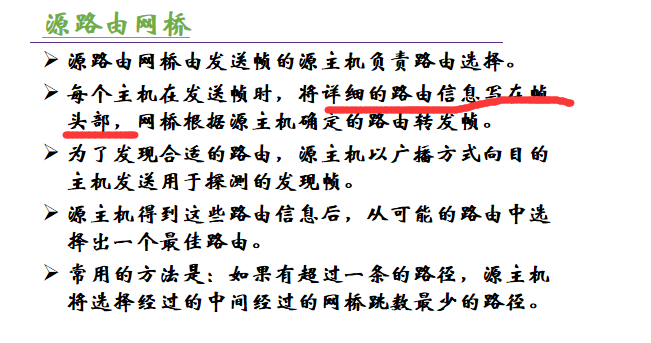 源路由网桥
源路由网桥由发送帧的源主机负责路由选择。
每个主机在发送帧时，将详细的路由信息写在帧
头部，网桥根据源主机确定的路由转发帧。
为了发现合适的路由，源主机以广播方式向目的
主机发送用于探测的发现帧。
源主机得到这些路由信息后，从可能的路由中选
择出一个最佳路由。
常用的方法是：如果有超过一条的路径，源主机
将选择经过的中间经过的网桥跳数最少的路径。